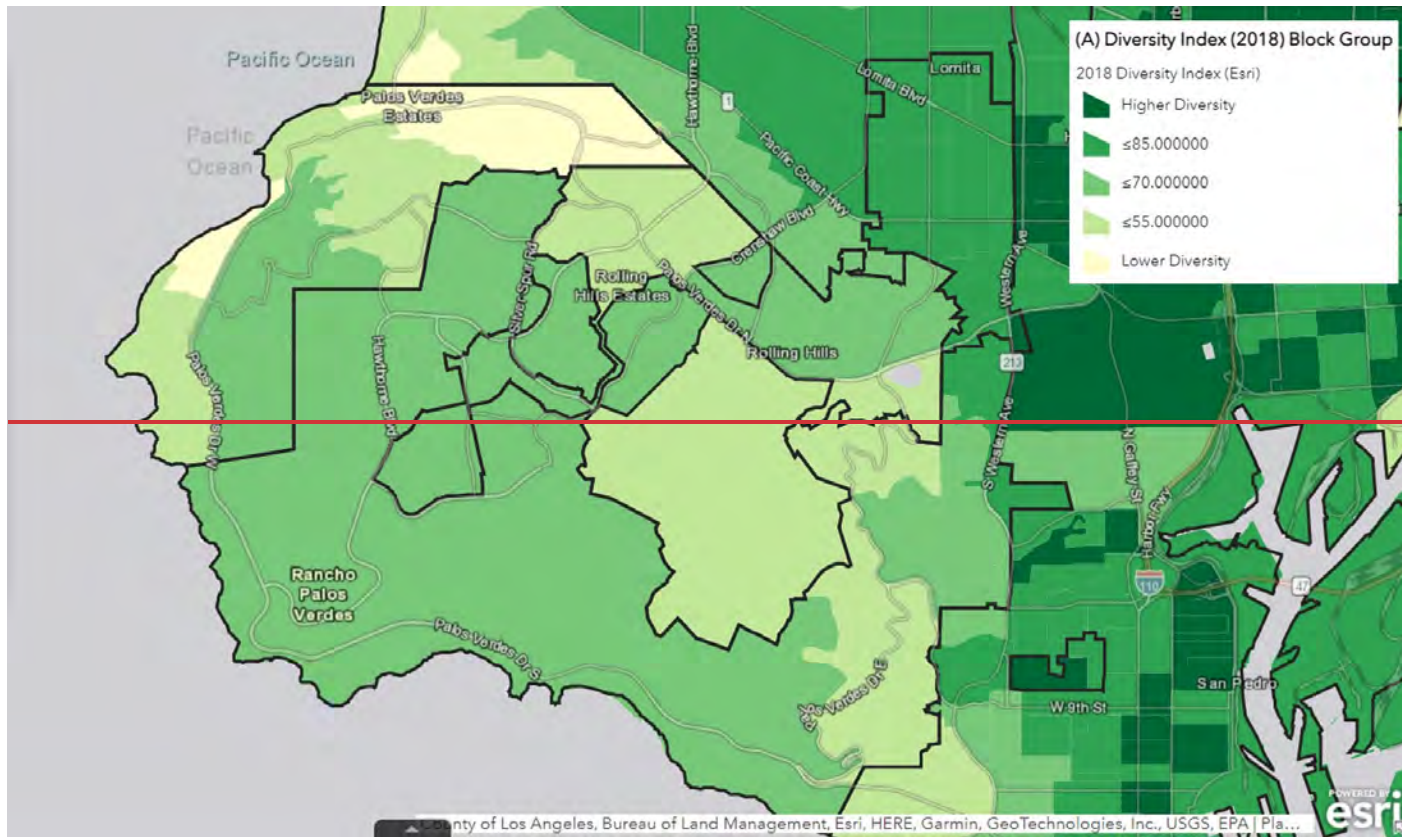 (A) Diversity Index (2018) Block Group
2018 Diversity Index (Esri)
Higher Diversity
≤85.000000
≤70.000000
≤55.000000
Lower Diversity
Pacific Ocean
Pacific
Ocean
Palos Verdes
Estates
Hawthorne Blvd
1
Lomita Blvd
Lomita
Pacific Coast Hwy
Crenshaw Blvd
Western Ave
Silver Spur Rd
Rolling
Hills Estates
Palos Verdes Dr N
Rolling Hills
213
Palos Verdes Dr W
Hawthorne Blvd
S Western Ave
N Gaffey St
Harbor Fwy
110
47
Rancho
Palos
Verdes
Palos Verdes Dr S
Verdes Dr E
San Pedro
W 9th St
County of Los Angeles, Bureau of Land Management, Esri, HERE, Garmin, GeoTechnologies, Inc., USGS, EPA | Pla...
POWERED BY
esri